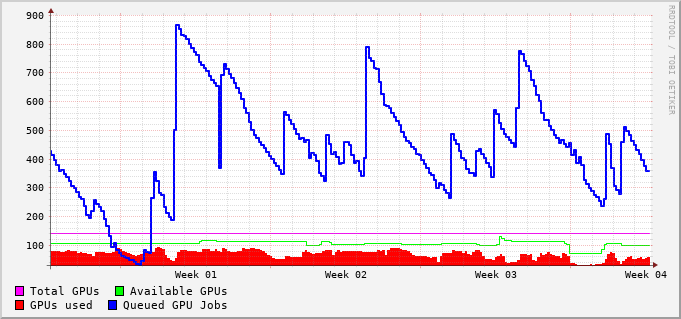 900
800
700
600
500
400
300
200
100
Week 01 Week 02 Week 03 Week 04
Total GPUs Available GPUs
GPUs used Queued GPU Jobs
RRDTOOL / TOBI OETIKER